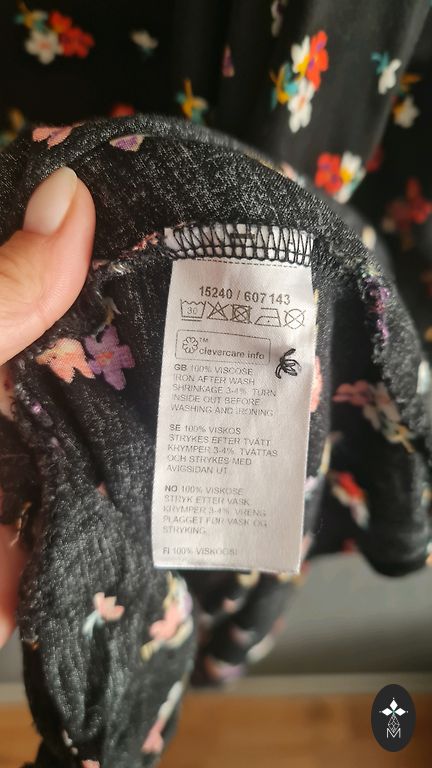 15240 / 607143
30
™
clevercare.info
GB 100% VISCOSE
IRON AFTER WASH
SHRINKAGE 3-4%. TURN
INSIDE OUT BEFORE
WASHING AND IRONING
SE 100% VISKOS
STRYKES EFTER TVÄTT
KRYMPER 3-4%. TVÄTTAS
OCH STRYKES MED
AVIGSIDAN UT
NO 100% VISKOSE
STRYK ETTER VASK
KRYMPER 3-4%. VRENG
PLAGGET FØR VASK OG
STRYKING
FI 100% VISKOOSI
M